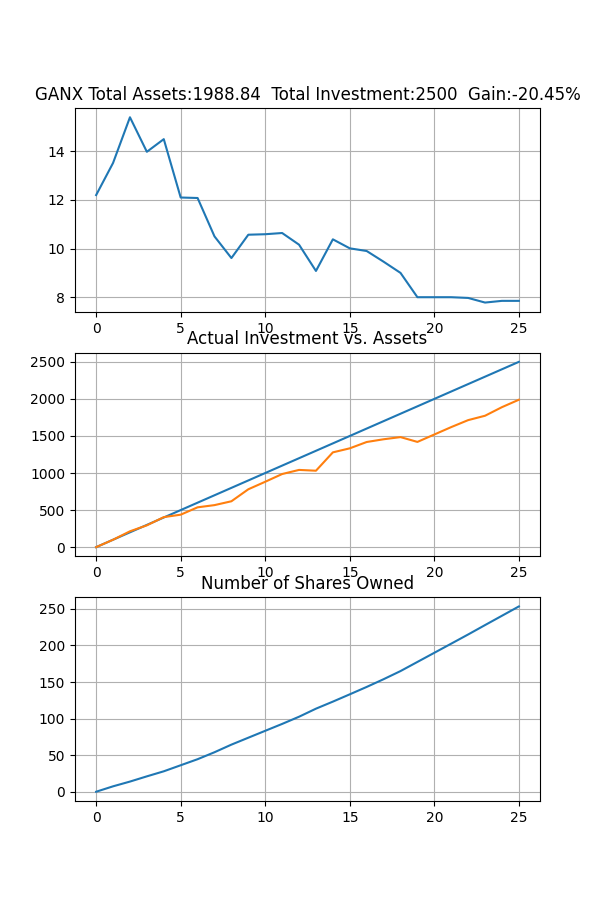 GANX Total Assets:1988.84  Total Investment:2500  Gain:-20.45%
14
12
10
8
0 5 10 15 20 25
Actual Investment vs. Assets
2500
2000
1500
1000
500
0
0 5 10 15 20 25
Number of Shares Owned
250
200
150
100
50
0
0 5 10 15 20 25